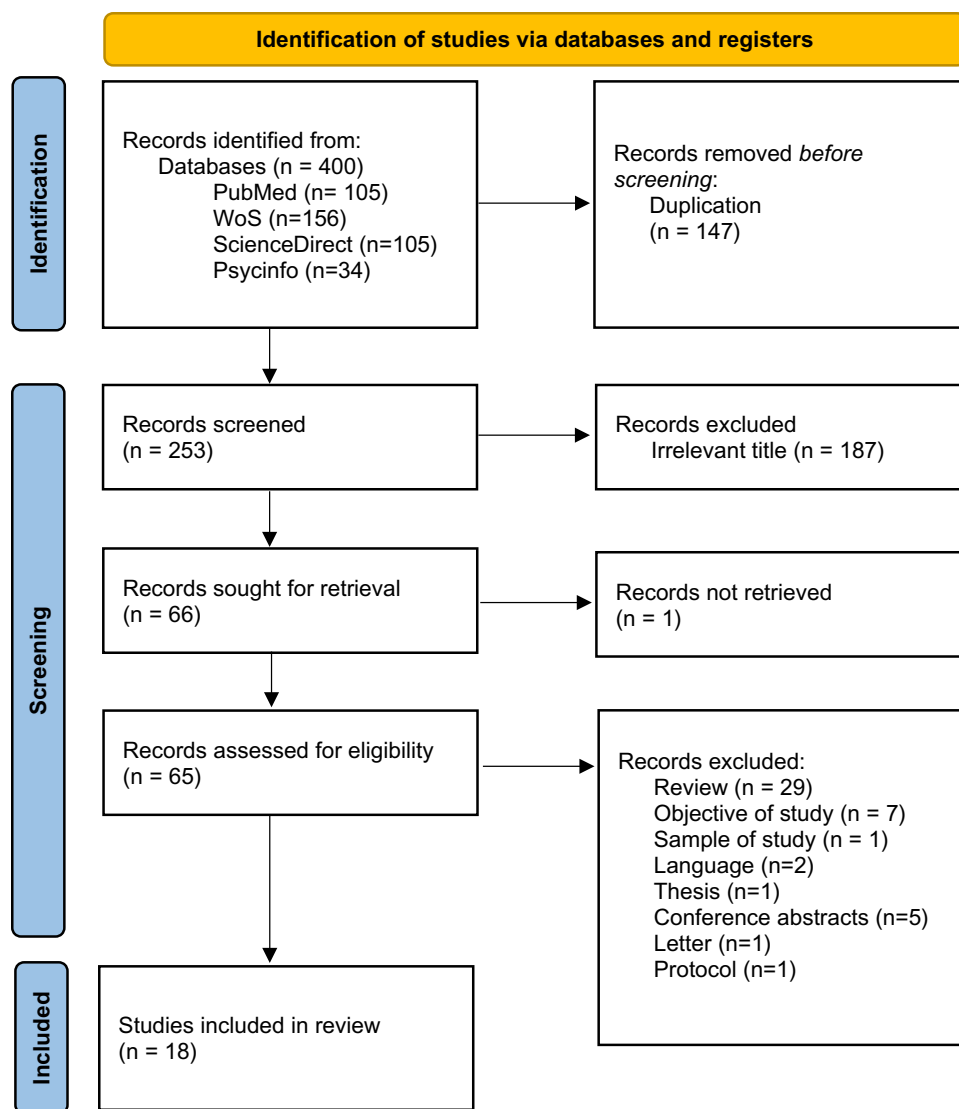 Identification of studies via databases and registers
Identification
Records identified from:
Databases (n = 400)
PubMed (n= 105)
WoS (n=156)
ScienceDirect (n=105)
Psycinfo (n=34)
Records removed before
screening:
Duplication
(n = 147)
Screening
Records screened
(n = 253)
Records excluded
Irrelevant title (n = 187)
Records sought for retrieval
(n = 66)
Records not retrieved
(n = 1)
Records assessed for eligibility
(n = 65)
Records excluded:
Review (n = 29)
Objective of study (n = 7)
Sample of study (n = 1)
Language (n=2)
Thesis (n=1)
Conference abstracts (n=5)
Letter (n=1)
Protocol (n=1)
Included
Studies included in review
(n = 18)